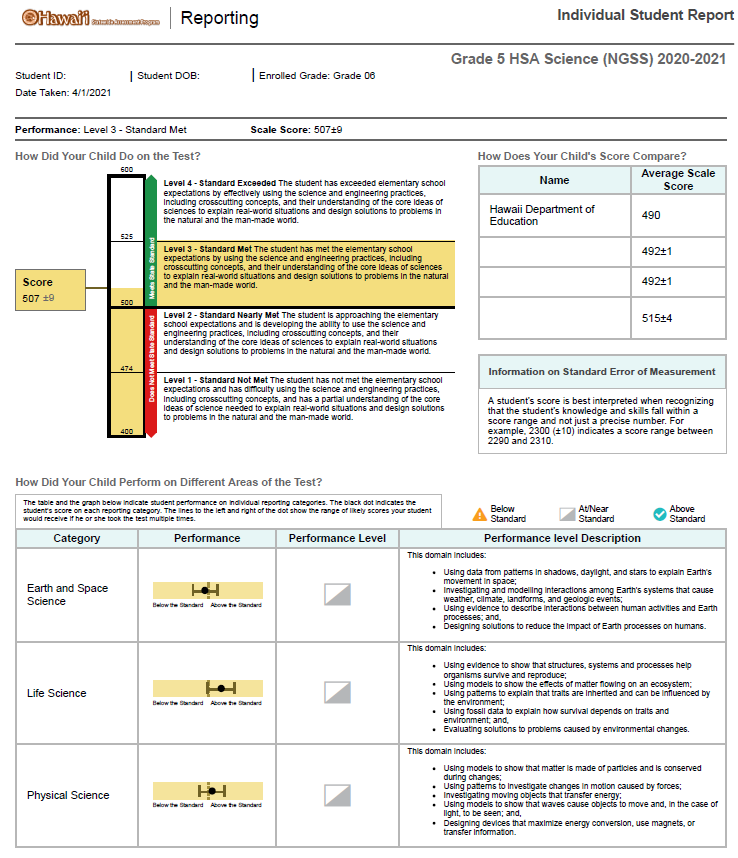 Hawai'i Statewide Assessment Program
Reporting
Individual Student Report
Grade 5 HSA Science (NGSS) 2020-2021
Student ID:
Student DOB:
Enrolled Grade: Grade 06
Date Taken: 4/1/2021
Performance: Level 3 - Standard Met
Scale Score: 507±9
How Did Your Child Do on the Test?
600
525
500
474
400
Score
507 ±9
Meets State Standard
Does Not Meet State Standard
Level 4 - Standard Exceeded The student has exceeded elementary school
expectations by effectively using the science and engineering practices,
including crosscutting concepts, and their understanding of the core ideas of
sciences to explain real-world situations and design solutions to problems in
the natural and the man-made world.
Level 3 - Standard Met The student has met the elementary school
expectations by using the science and engineering practices, including
crosscutting concepts, and their understanding of the core ideas of sciences
to explain real-world situations and design solutions to problems in the natural
and the man-made world.
Level 2 - Standard Nearly Met The student is approaching the elementary
school expectations and is developing the ability to use the science and
engineering practices, including crosscutting concepts, and their
understanding of the core ideas of sciences to explain real-world situations
and design solutions to problems in the natural and the man-made world.
Level 1 - Standard Not Met The student has not met the elementary school
expectations and has difficulty using the science and engineering practices,
including crosscutting concepts, and has a partial understanding of the core
ideas of science needed to explain real-world situations and design solutions
to problems in the natural and the man-made world.
How Does Your Child's Score Compare?
Name
Average Scale
Score
Hawaii Department of
Education
490
492±1
492±1
515±4
Information on Standard Error of Measurement
A student's score is best interpreted when recognizing
that the student's knowledge and skills fall within a
score range and not just a precise number. For
example, 2300 (±10) indicates a score range between
2290 and 2310.
How Did Your Child Perform on Different Areas of the Test?
The table and the graph below indicate student performance on individual reporting categories. The black dot indicates the
student's score on each reporting category. The lines to the left and right of the dot show the range of likely scores your student
would receive if he or she took the test multiple times.
Below
Standard
At/Near
Standard
Above
Standard
Category
Performance
Performance Level
Performance level Description
Earth and Space
Science
Below the Standard Above the Standard
This domain includes:
• Using data from patterns in shadows, daylight, and stars to explain Earth's
movement in space;
• Investigating and modeling interactions among Earth's systems that cause
weather, climate, landforms, and geologic events;
• Using evidence to describe interactions between human activities and Earth
processes; and,
• Designing solutions to reduce the impact of Earth processes on humans.
Life Science
Below the Standard Above the Standard
This domain includes:
• Using evidence to show that structures, systems and processes help
organisms survive and reproduce;
• Using models to show the effects of matter flowing on an ecosystem;
• Using patterns to explain that traits are inherited and can be influenced by
the environment;
• Using fossil data to explain how survival depends on traits and
environment; and,
• Evaluating solutions to problems caused by environmental changes.
Physical Science
Below the Standard Above the Standard
This domain includes:
• Using models to show that matter is made of particles and is conserved
during changes;
• Using patterns to investigate changes in motion caused by forces;
• Investigating moving objects that transfer energy;
• Using models to show that waves cause objects to move and, in the case of
light, to be seen; and,
• Designing devices that maximize energy conversion, use magnets, or
transfer information.